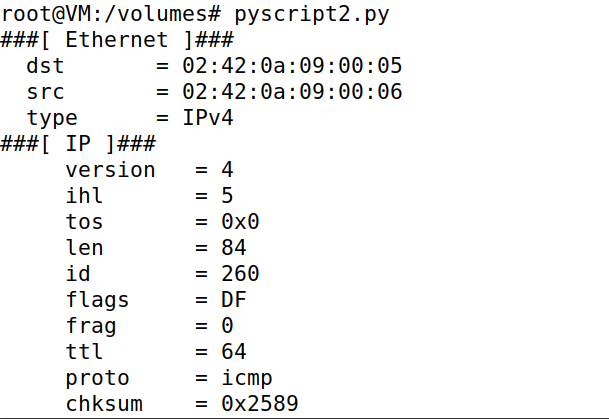 root@VM:/volumes# pyscript2.py
###[ Ethernet ]###
  dst       = 02:42:0a:09:00:05
  src       = 02:42:0a:09:00:06
  type      = IPv4
###[ IP ]###
     version   = 4
     ihl       = 5
     tos       = 0x0
     len       = 84
     id        = 260
     flags     = DF
     frag      = 0
     ttl       = 64
     proto     = icmp
     chksum    = 0x2589